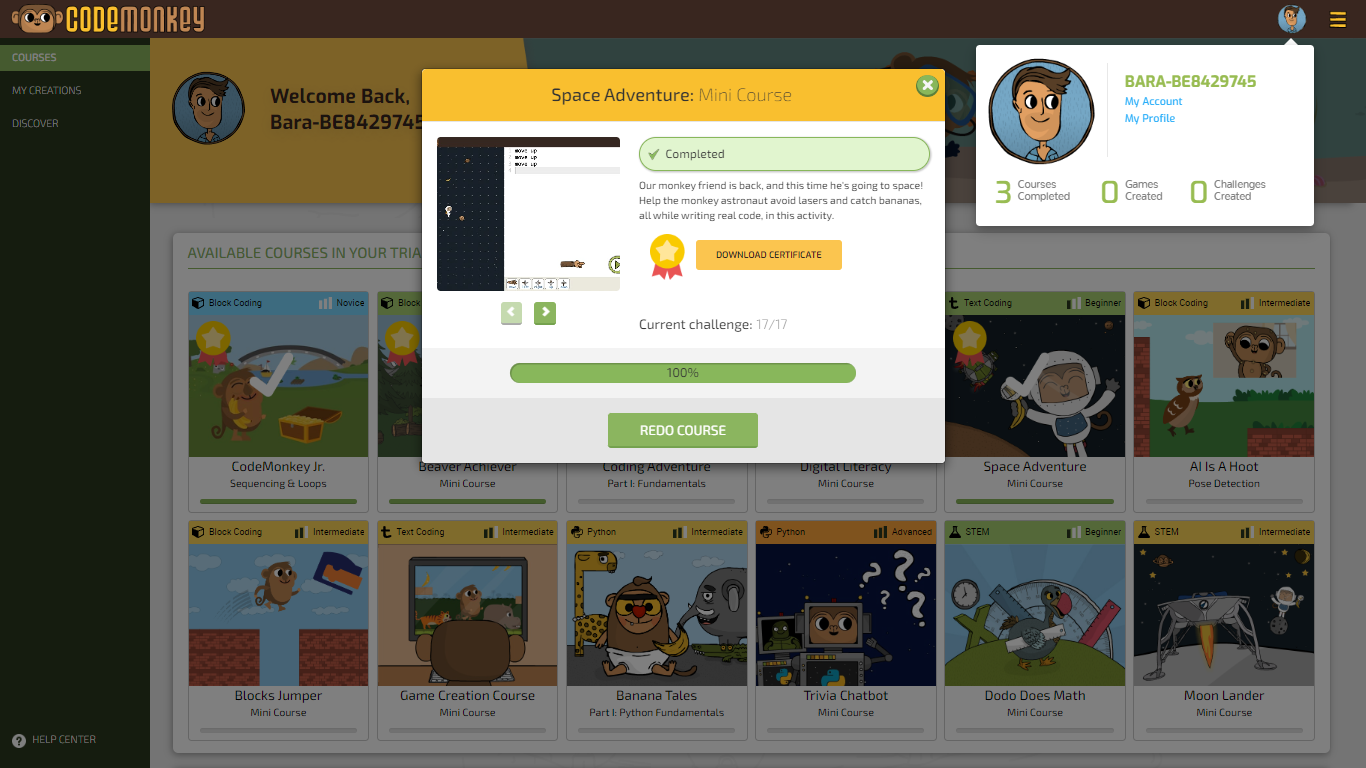 CODEMONKEY
COURSES
MY CREATIONS
DISCOVER
HELP CENTER
Welcome Back,
Bara-BE8429745
BARA-BE8429745
My Account
My Profile
3 Courses Completed
0 Games Created
0 Challenges Created
Space Adventure: Mini Course
move up
move up
move up
Completed
Our monkey friend is back, and this time he's going to space!
Help the monkey astronaut avoid lasers and catch bananas,
all while writing real code, in this activity.
DOWNLOAD CERTIFICATE
Current challenge: 17/17
100%
REDO COURSE
AVAILABLE COURSES IN YOUR TRIA
Block Coding Novice
CodeMonkey Jr.
Sequencing & Loops
Block
Beaver Achiever
Mini Course
Coding Adventure
Part I: Fundamentals
Digital Literacy
Mini Course
Text Coding Beginner
Space Adventure
Mini Course
Block Coding Intermediate
AI Is A Hoot
Pose Detection
Block Coding Intermediate
Blocks Jumper
Mini Course
Text Coding Intermediate
Game Creation Course
Mini Course
Python Intermediate
Banana Tales
Part I: Python Fundamentals
Python Advanced
? ? ? ?
Trivia Chatbot
Mini Course
STEM Beginner
Dodo Does Math
Mini Course
STEM Intermediate
Moon Lander
Mini Course